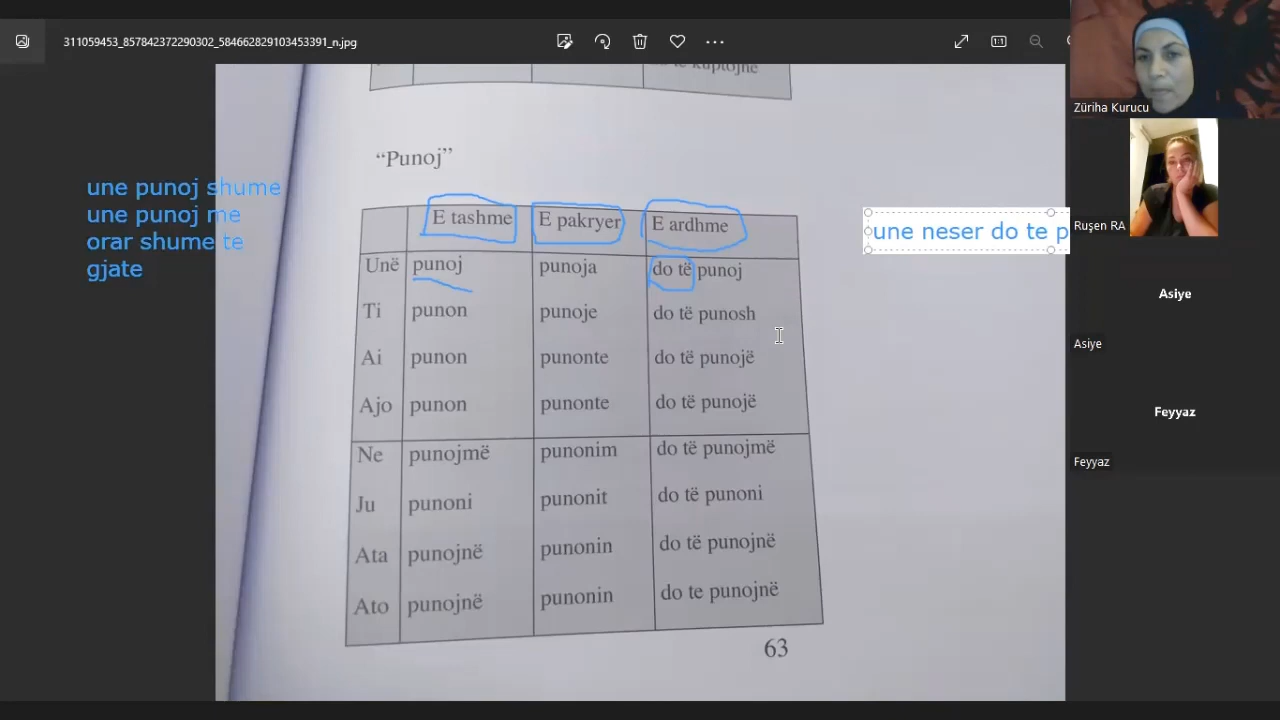 311059453_857842372290302_584662829103453391_n.jpg
1:1
Züriha Kurucu
të kuptojnë
"Punoj"
une punoj shume
une punoj me
orar shume te
gjate
E tashme E pakryer E ardhme
une neser do te p
Ruşen RA
Unë punoj punoja do të punoj
Ti punon punoje do të punosh
Asiye
Asiye
Ai punon punonte do të punojë
Ajo punon punonte do të punojë
Feyyaz
Feyyaz
Ne punojmë punonim do të punojmë
Ju punoni punonit do të punoni
Ata punojnë punonin do të punojnë
Ato punojnë punonin do te punojnë
63